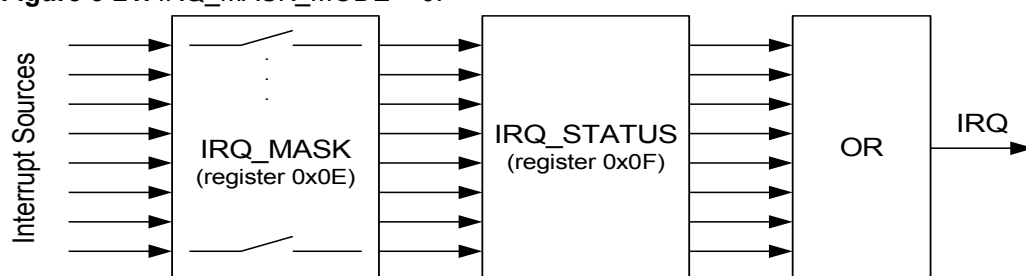 Interrupt Sources
IRQ_MASK
(register 0x0E)
IRQ_STATUS
(register 0x0F)
OR
IRQ